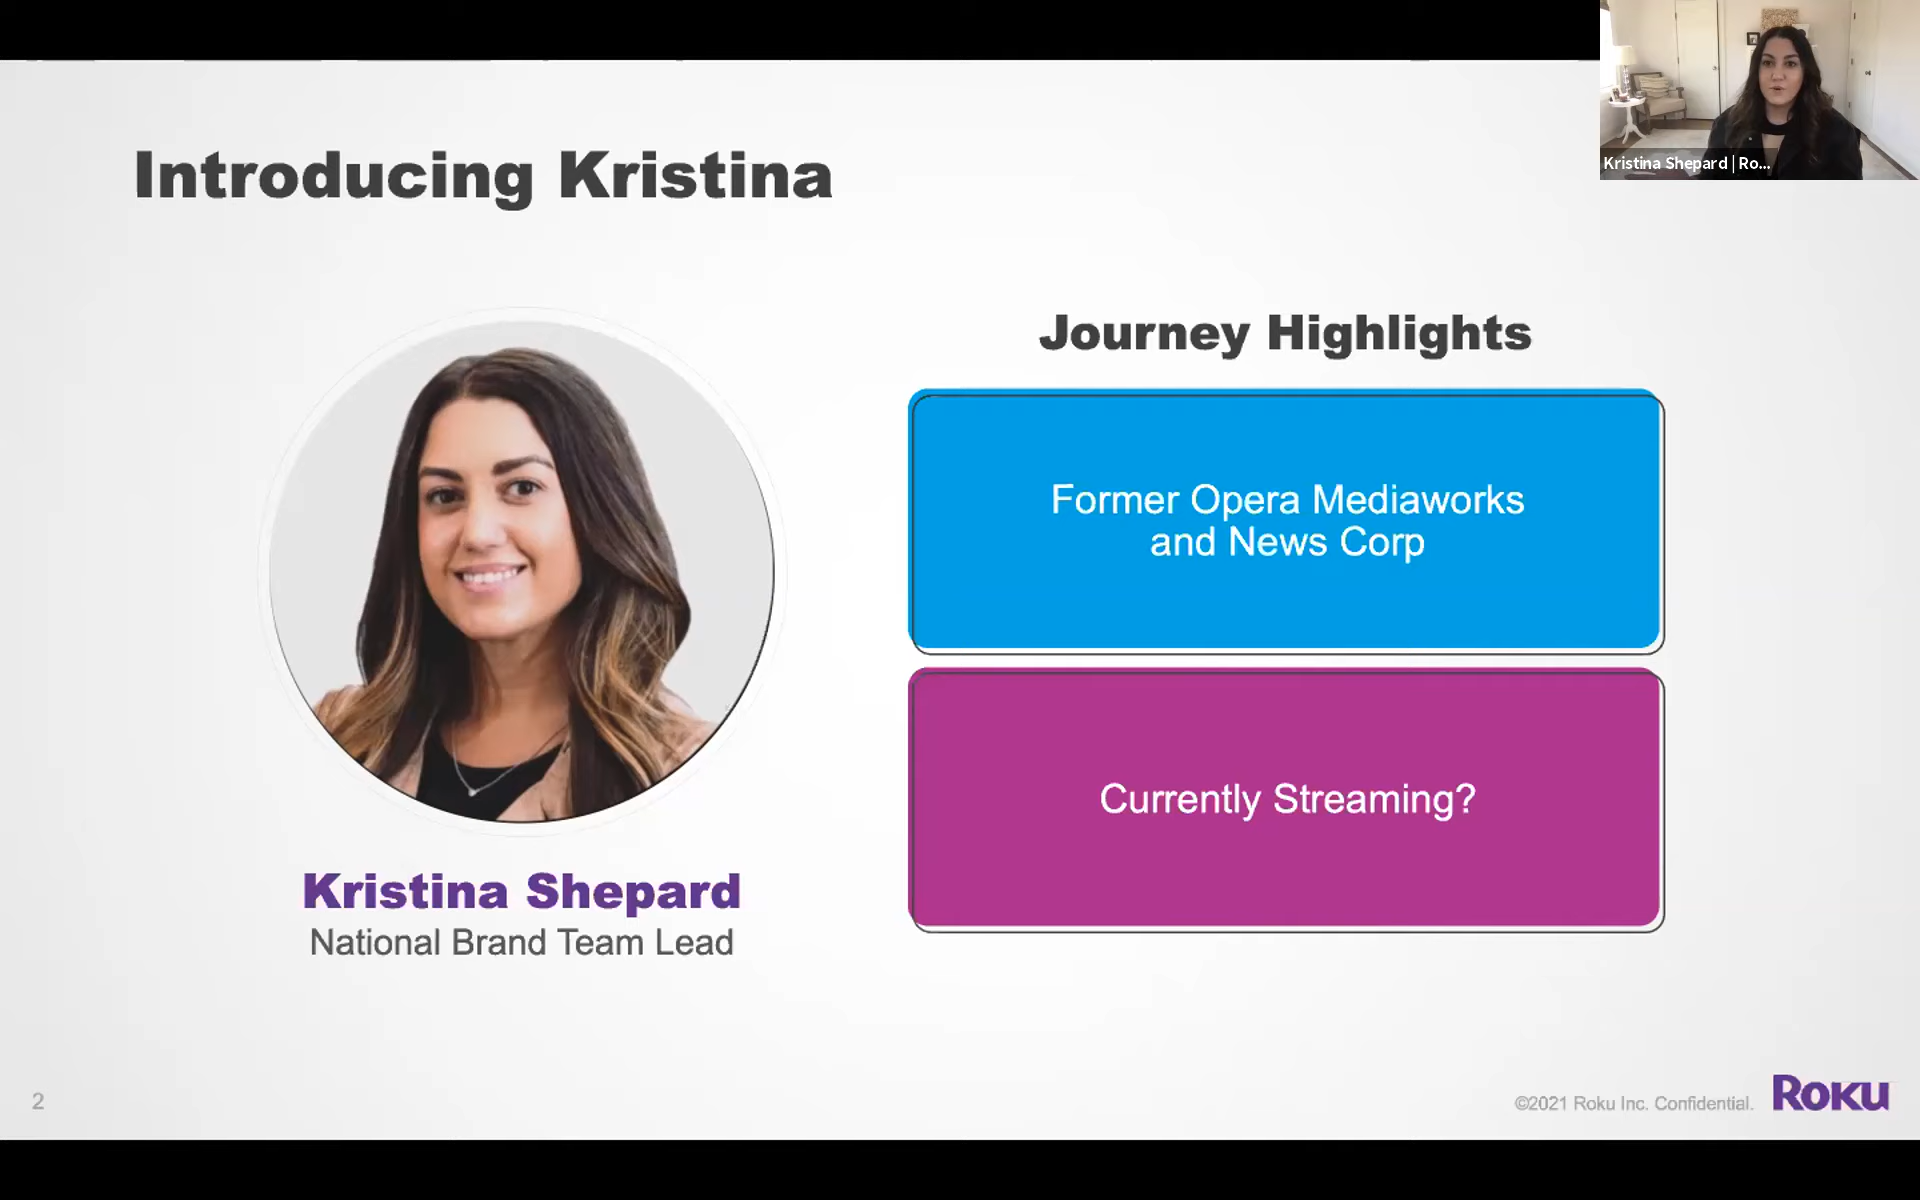 Kristina Shepard | Ro...
Introducing Kristina
Journey Highlights
Former Opera Mediaworks
and News Corp
Currently Streaming?
Kristina Shepard
National Brand Team Lead
2
©2021 Roku Inc. Confidential.
ROKU